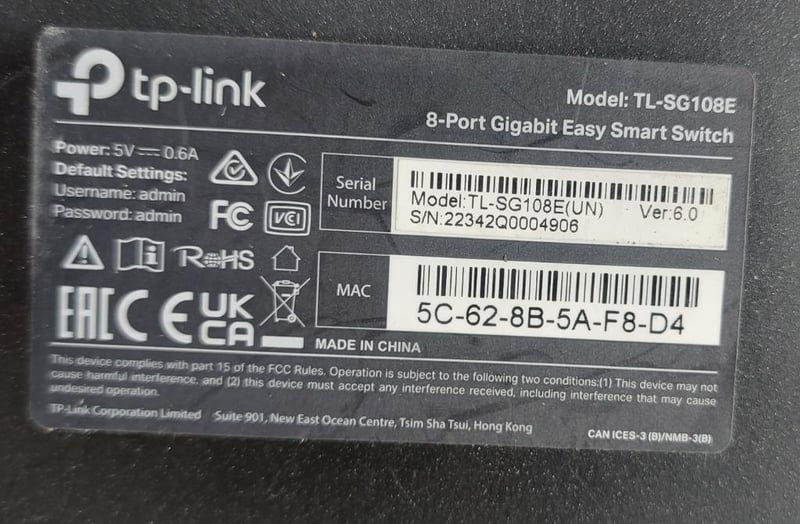 tp-link
Model: TL-SG108E
8-Port Gigabit Easy Smart Switch
Power: 5V ⎓ 0.6A
Default Settings:
Username: admin
Password: admin
FC
VCI
RoHS
EAC CE UK
CA
Serial
Number
Model:TL-SG108E(UN) Ver:6.0
S/N:22342Q0004906
MAC
5C-62-8B-5A-F8-D4
MADE IN CHINA
This device complies with part 15 of the FCC Rules. Operation is subject to the following two conditions:(1) This device may not
cause harmful interference, and (2) this device must accept any interference received, including interference that may cause
undesired operation.
TP-Link Corporation Limited Suite 901, New East Ocean Centre, Tsim Sha Tsui, Hong Kong
CAN ICES-3 (B)/NMB-3(B)